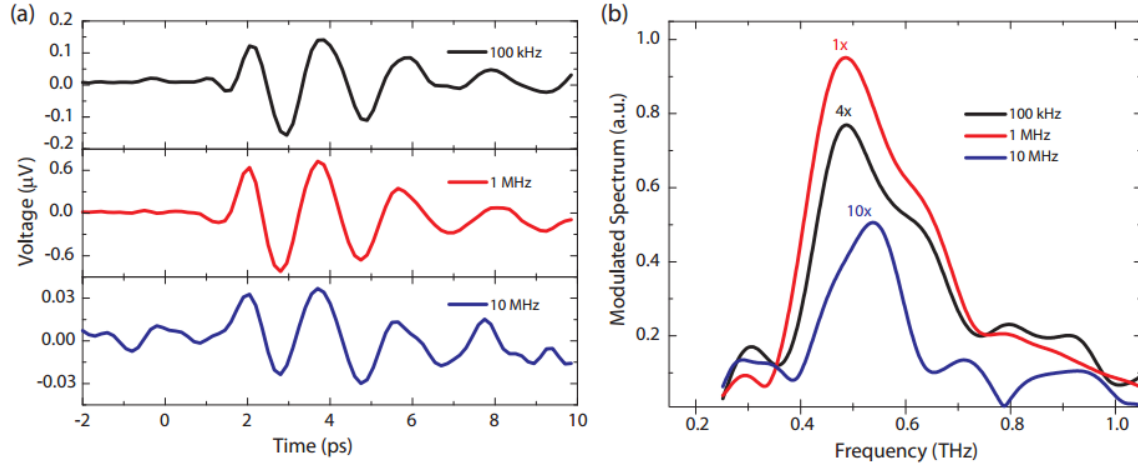 (a)
0.2
0.1
0.0
-0.1
-0.2
100 kHz
0.6
0.0
-0.6
1 MHz
0.03
0.00
-0.03
10 MHz
Voltage (μV)
-2 0 2 4 6 8 10
Time (ps)
(b)
1.0
0.8
0.6
0.4
0.2
Modulated Spectrum (a.u.)
1x
4x
10x
100 kHz
1 MHz
10 MHz
0.2 0.4 0.6 0.8 1.0
Frequency (THz)